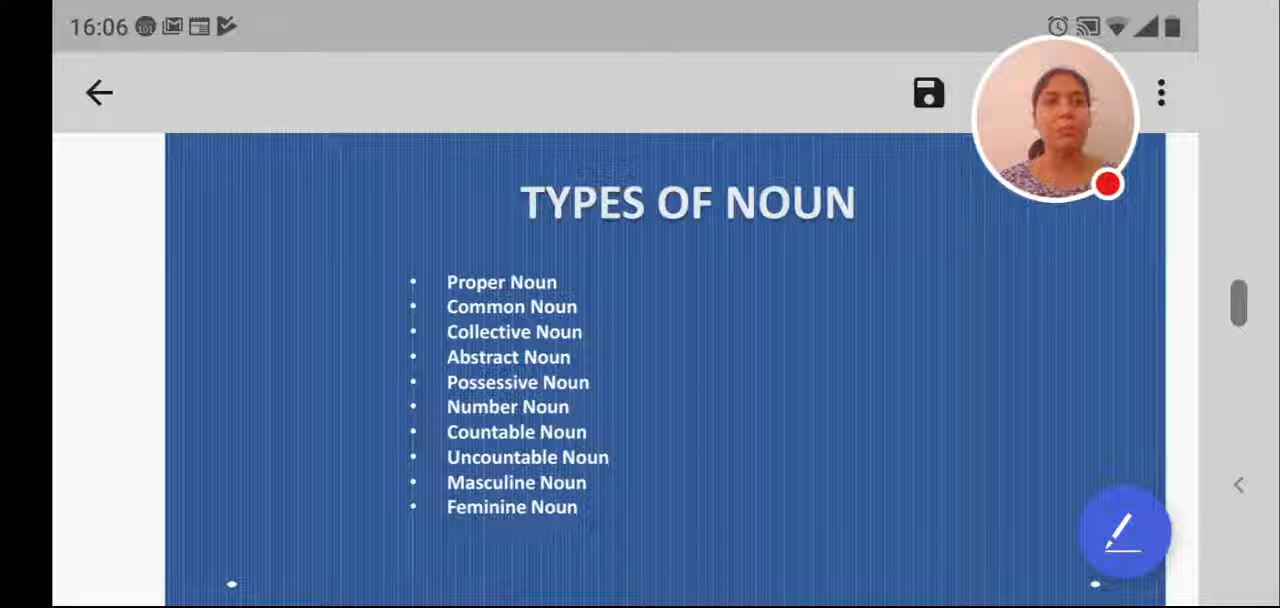 16:06
TYPES OF NOUN
• Proper Noun
• Common Noun
• Collective Noun
• Abstract Noun
• Possessive Noun
• Number Noun
• Countable Noun
• Uncountable Noun
• Masculine Noun
• Feminine Noun